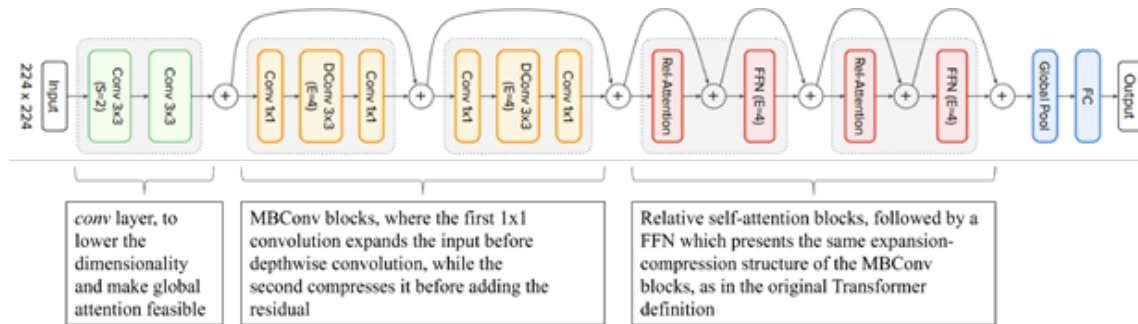 224 x 224
Input
Conv 3x3
(S=2)
Conv 3x3
+
Conv 1x1
DConv 3x3
(E=4)
Conv 1x1
+
Conv 1x1
DConv 3x3
(E=4)
Conv 1x1
+
Rel-Attention
+
FFN (E=4)
+
Rel-Attention
+
FFN (E=4)
+
Global Pool
FC
Output
conv layer, to
lower the
dimensionality
and make global
attention feasible
MBConv blocks, where the first 1x1
convolution expands the input before
depthwise convolution, while the
second compresses it before adding the
residual
Relative self-attention blocks, followed by a
FFN which presents the same expansion-
compression structure of the MBConv
blocks, as in the original Transformer
definition